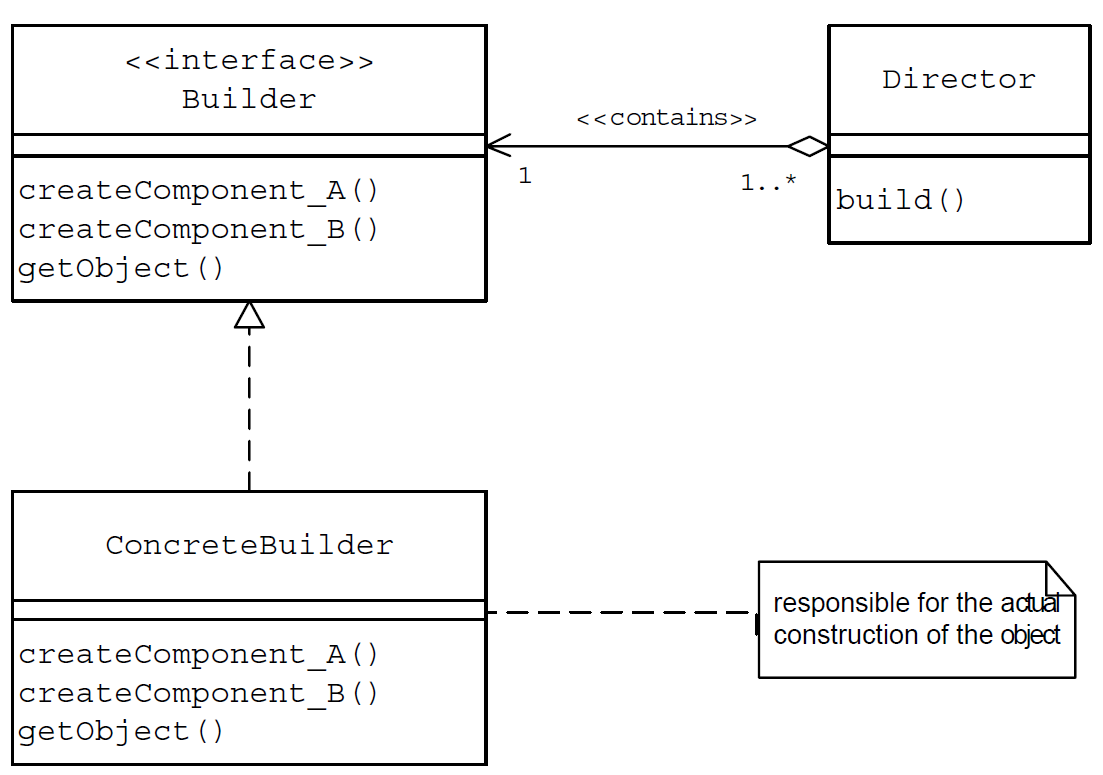 <<interface>>
Builder
createComponent_A()
createComponent_B()
getObject()
<<contains>>
1
1..*
Director
build()
ConcreteBuilder
createComponent_A()
createComponent_B()
getObject()
responsible for the actual
construction of the object